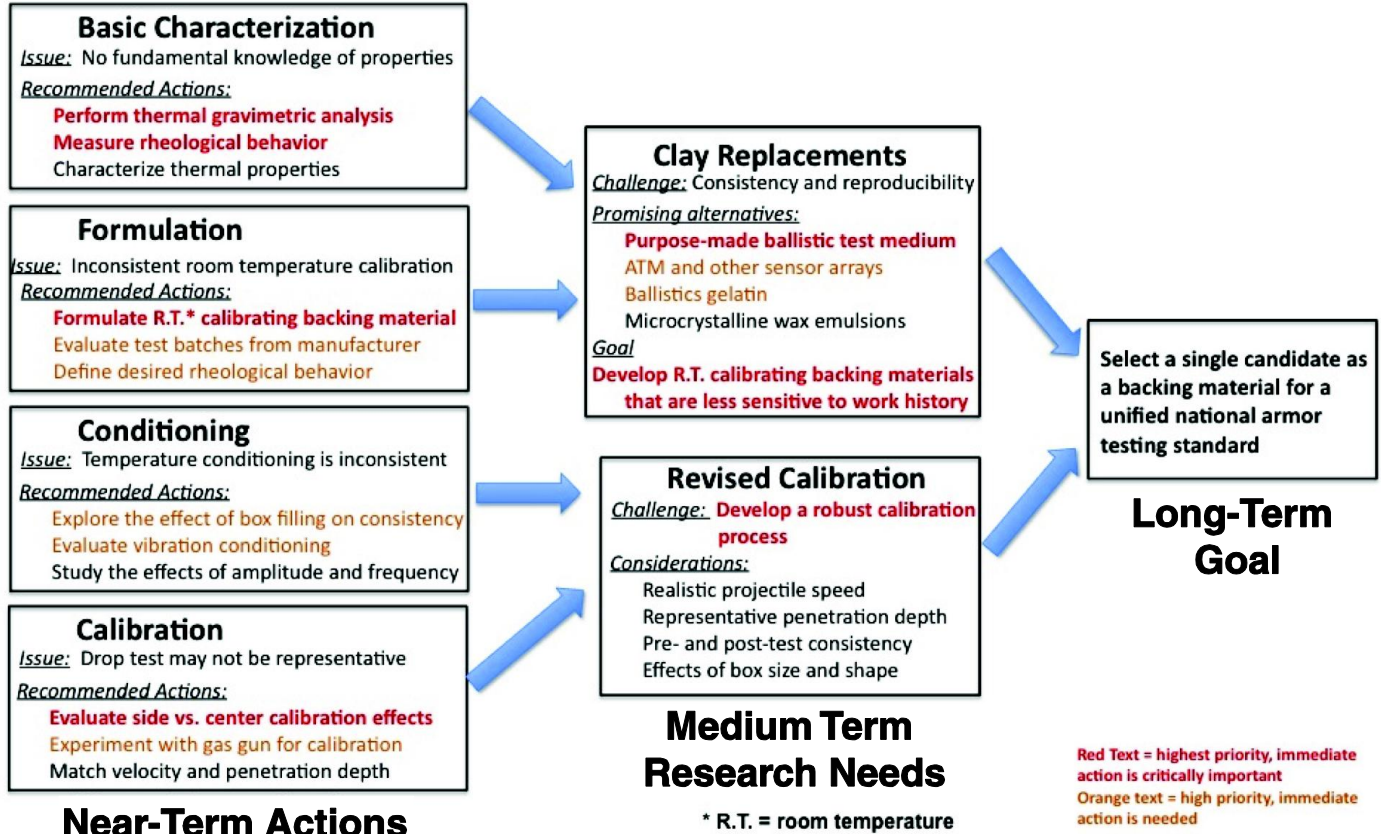 Basic Characterization
Issue: No fundamental knowledge of properties
Recommended Actions:
Perform thermal gravimetric analysis
Measure rheological behavior
Characterize thermal properties
Formulation
Issue: Inconsistent room temperature calibration
Recommended Actions:
Formulate R.T.* calibrating backing material
Evaluate test batches from manufacturer
Define desired rheological behavior
Conditioning
Issue: Temperature conditioning is inconsistent
Recommended Actions:
Explore the effect of box filling on consistency
Evaluate vibration conditioning
Study the effects of amplitude and frequency
Calibration
Issue: Drop test may not be representative
Recommended Actions:
Evaluate side vs. center calibration effects
Experiment with gas gun for calibration
Match velocity and penetration depth
Near-Term Actions
Clay Replacements
Challenge: Consistency and reproducibility
Promising alternatives:
Purpose-made ballistic test medium
ATM and other sensor arrays
Ballistics gelatin
Microcrystalline wax emulsions
Goal
Develop R.T. calibrating backing materials
that are less sensitive to work history
Revised Calibration
Challenge: Develop a robust calibration
process
Considerations:
Realistic projectile speed
Representative penetration depth
Pre- and post-test consistency
Effects of box size and shape
Medium Term
Research Needs
* R.T. = room temperature
Select a single candidate as
a backing material for a
unified national armor
testing standard
Long-Term
Goal
Red Text = highest priority, immediate
action is critically important
Orange text = high priority, immediate
action is needed